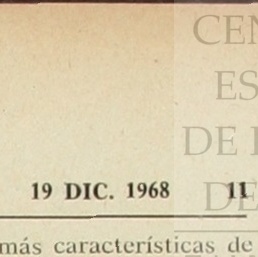 CEN
ES
DE
19 DIC. 1968 11
DE
más características de